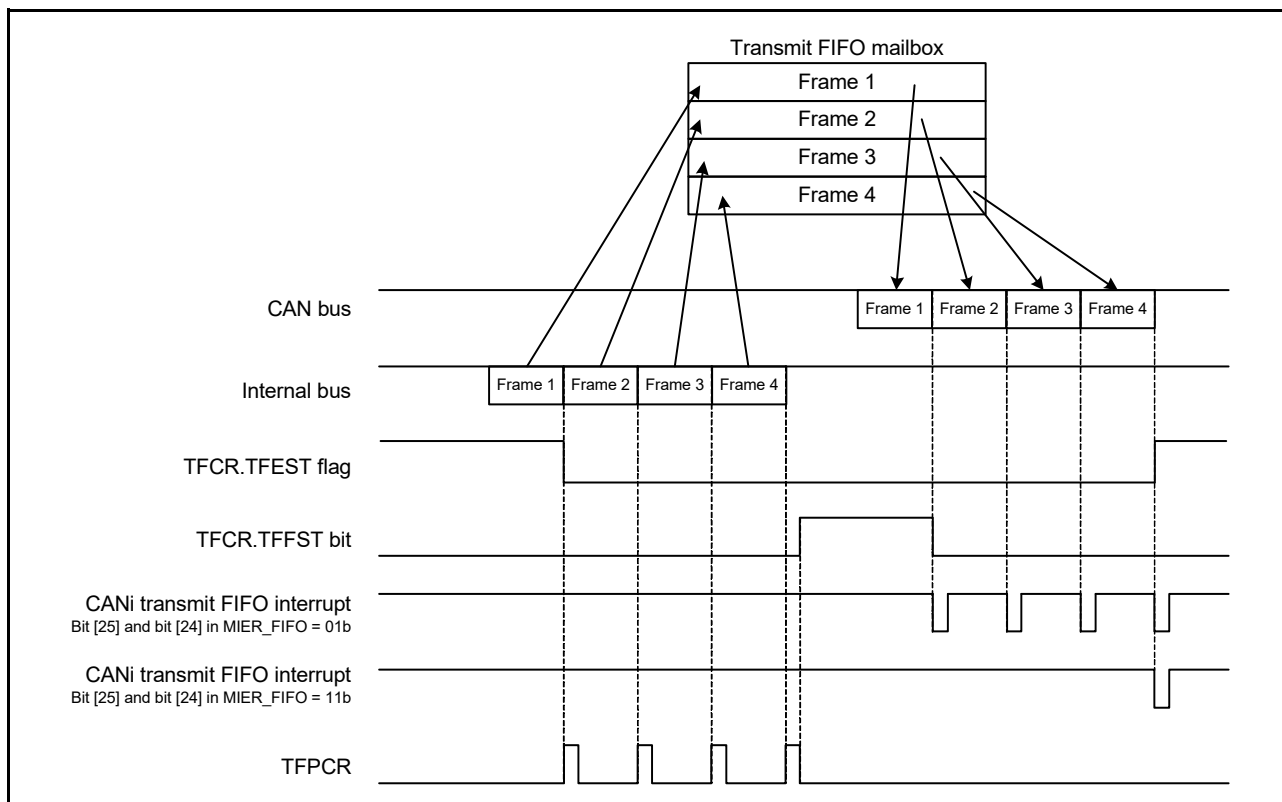 Transmit FIFO mailbox
Frame 1
Frame 2
Frame 3
Frame 4
CAN bus
Frame 1 Frame 2 Frame 3 Frame 4
Internal bus
Frame 1 Frame 2 Frame 3 Frame 4
TFCR.TFEST flag
TFCR.TFFST bit
CANi transmit FIFO interrupt
Bit [25] and bit [24] in MIER_FIFO = 01b
CANi transmit FIFO interrupt
Bit [25] and bit [24] in MIER_FIFO = 11b
TFPCR